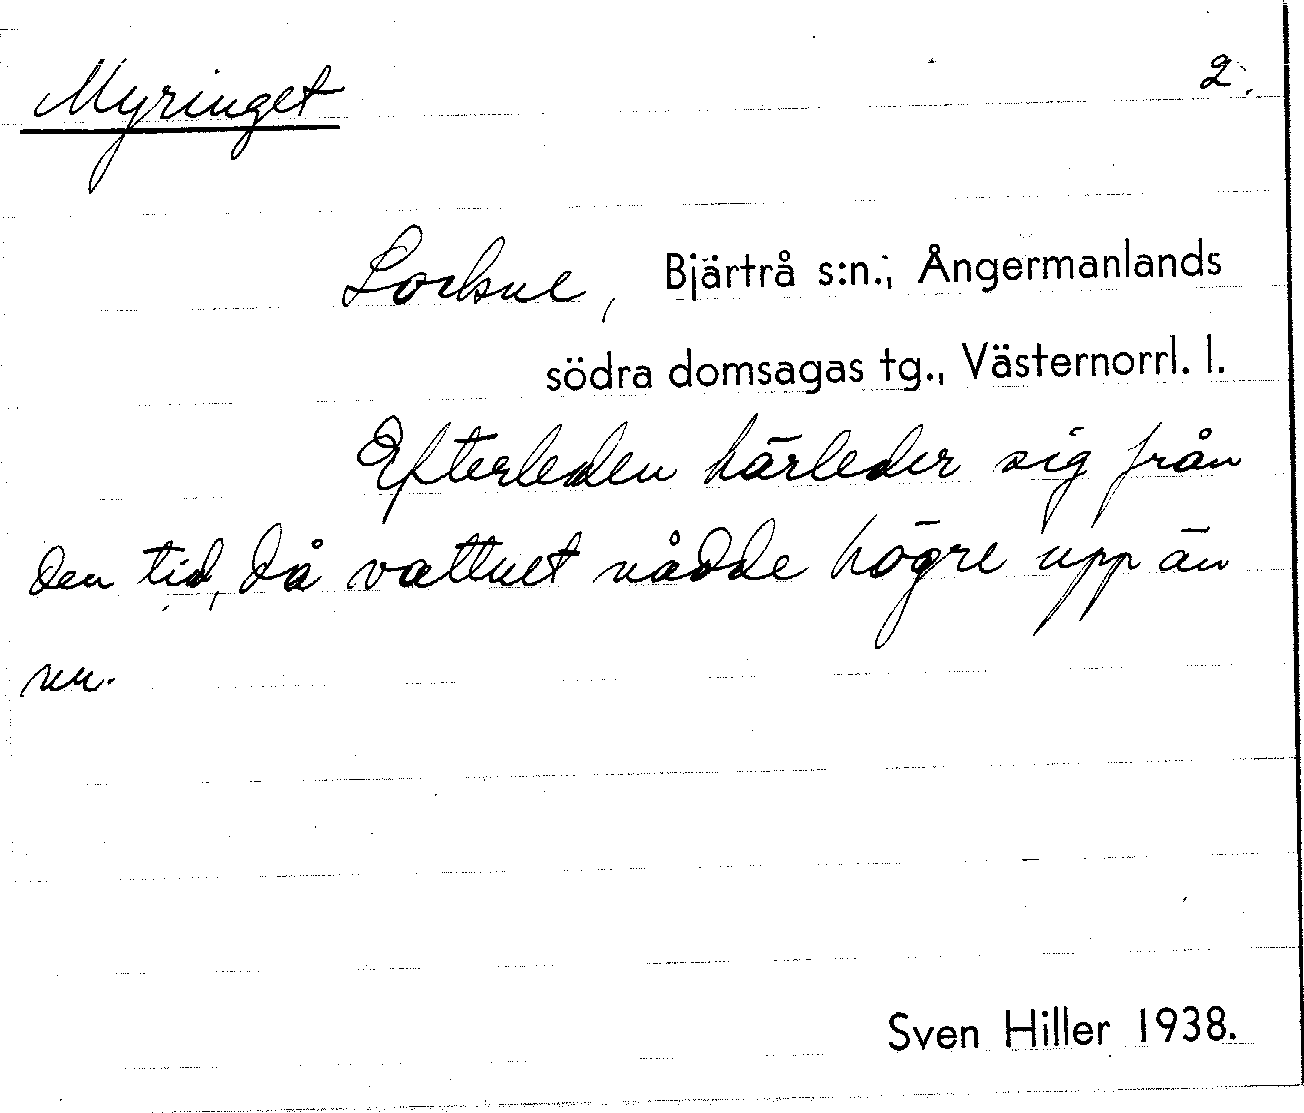 Myringet 2.
Locksne, Bjärtrå s:n., Ångermanlands
södra domsagas tg., Västernorrl. l.
Efterleden härleder sig från
den tid, då vattnet nådde högre upp än
nu.
Sven Hiller 1938.